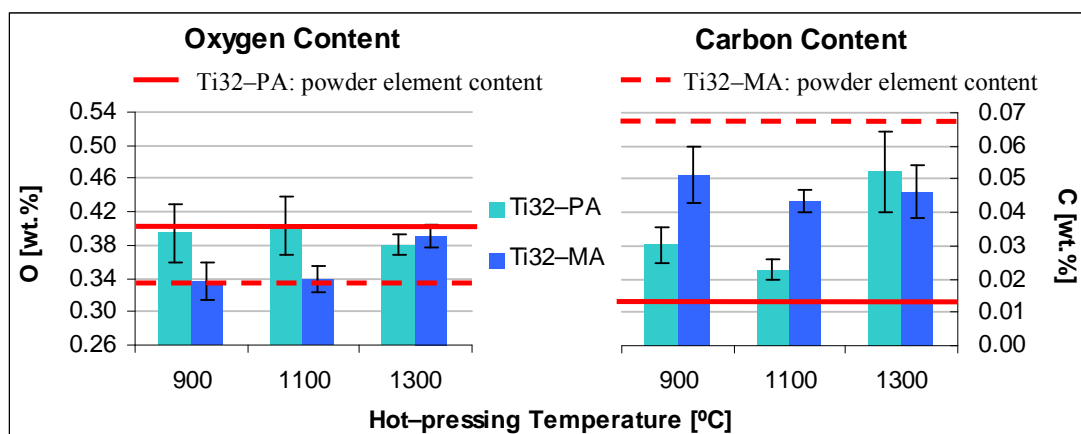 Oxygen Content
Carbon Content
Ti32–PA: powder element content
Ti32–MA: powder element content
0.54
0.50
0.46
0.42
0.38
0.34
0.30
0.26
O [wt.%]
900
1100
1300
Ti32–PA
Ti32–MA
0.07
0.06
0.05
0.04
0.03
0.02
0.01
0.00
C [wt.%]
900
1100
1300
Hot–pressing Temperature [ºC]